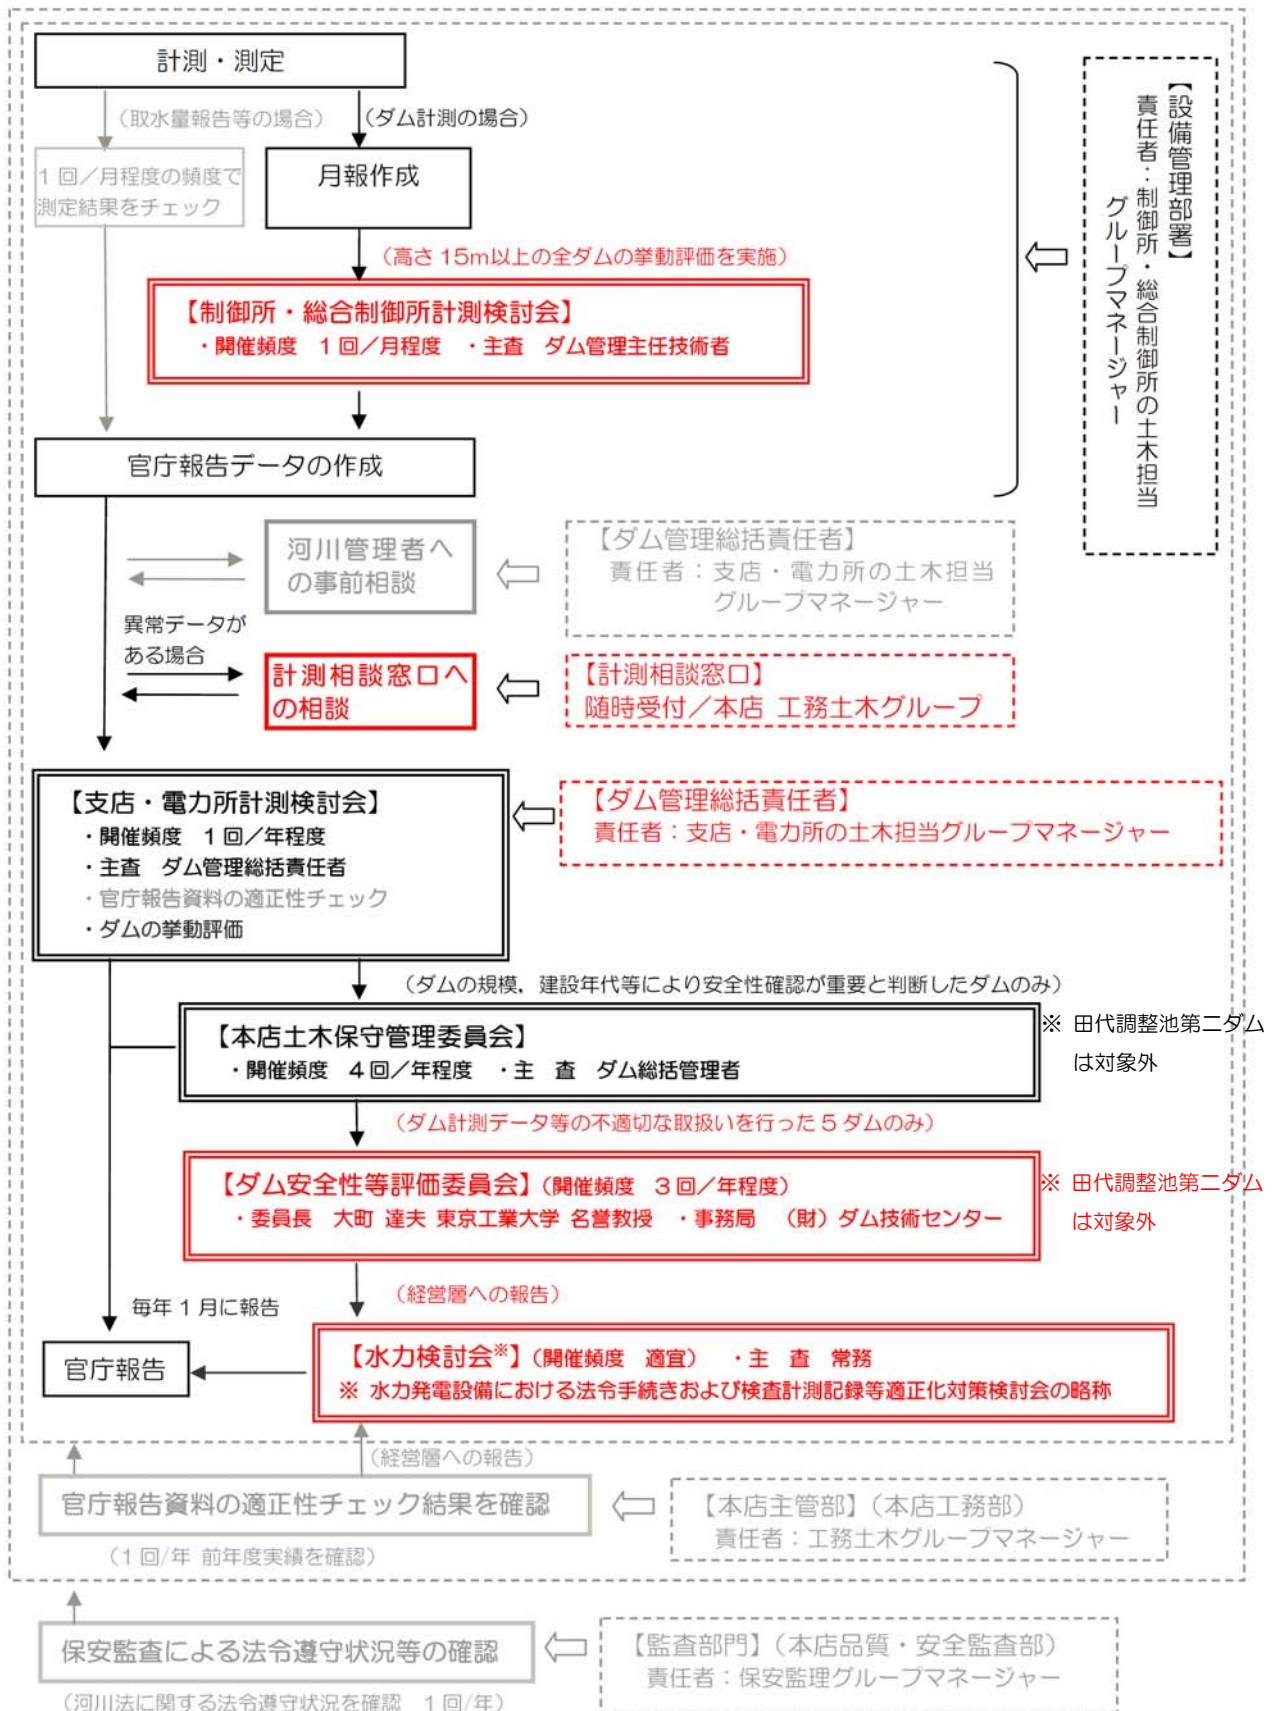 計測・測定
（取水量報告等の場合）
（ダム計測の場合）
１回／月程度の頻度で
測定結果をチェック
月報作成
（高さ 15m以上の全ダムの挙動評価を実施）
【制御所・総合制御所計測検討会】
・開催頻度　１回／月程度　・主査　ダム管理主任技術者
官庁報告データの作成
【設備管理部署】
責任者：制御所・総合制御所の土木担当
グループマネージャー
河川管理者へ
の事前相談
【ダム管理総括責任者】
責任者：支店・電力所の土木担当
グループマネージャー
異常データが
ある場合
計測相談窓口へ
の相談
【計測相談窓口】
随時受付／本店 工務土木グループ
【支店・電力所計測検討会】
・開催頻度　１回／年程度
・主査　ダム管理総括責任者
・官庁報告資料の適正性チェック
・ダムの挙動評価
【ダム管理総括責任者】
責任者：支店・電力所の土木担当グループマネージャー
（ダムの規模，建設年代等により安全性確認が重要と判断したダムのみ）
【本店土木保守管理委員会】
・開催頻度　４回／年程度　・主　査　ダム総括管理者
※ 田代調整池第二ダム
は対象外
（ダム計測データ等の不適切な取扱いを行った５ダムのみ）
【ダム安全性等評価委員会】（開催頻度　３回／年程度）
・委員長　大町 達夫 東京工業大学 名誉教授　・事務局　（財）ダム技術センター
※ 田代調整池第二ダム
は対象外
（経営層への報告）
毎年１月に報告
官庁報告
【水力検討会※】（開催頻度　適宜）　・主　査　常務
※ 水力発電設備における法令手続きおよび検査計測記録等適正化対策検討会の略称
（経営層への報告）
官庁報告資料の適正性チェック結果を確認
（1 回/年 前年度実績を確認）
【本店主管部】（本店工務部）
責任者：工務土木グループマネージャー
保安監査による法令遵守状況等の確認
（河川法に関する法令遵守状況を確認　１回/年）
【監査部門】（本店品質・安全監査部）
責任者：保安監理グループマネージャー